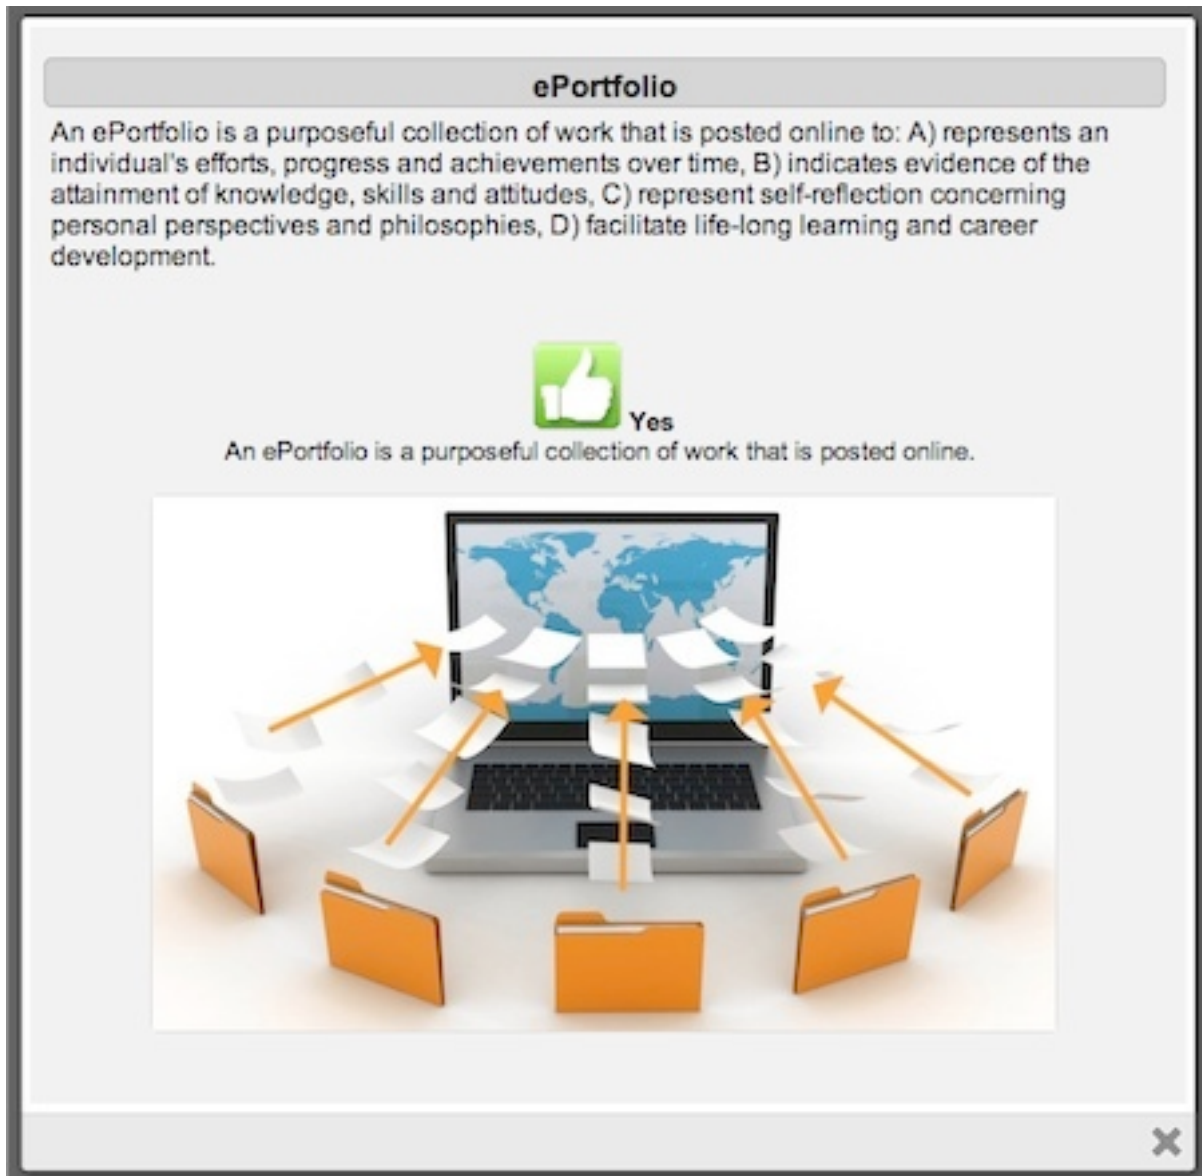 ePortfolio
An ePortfolio is a purposeful collection of work that is posted online to: A) represents an
individual's efforts, progress and achievements over time, B) indicates evidence of the
attainment of knowledge, skills and attitudes, C) represent self-reflection concerning
personal perspectives and philosophies, D) facilitate life-long learning and career
development.
Yes
An ePortfolio is a purposeful collection of work that is posted online.